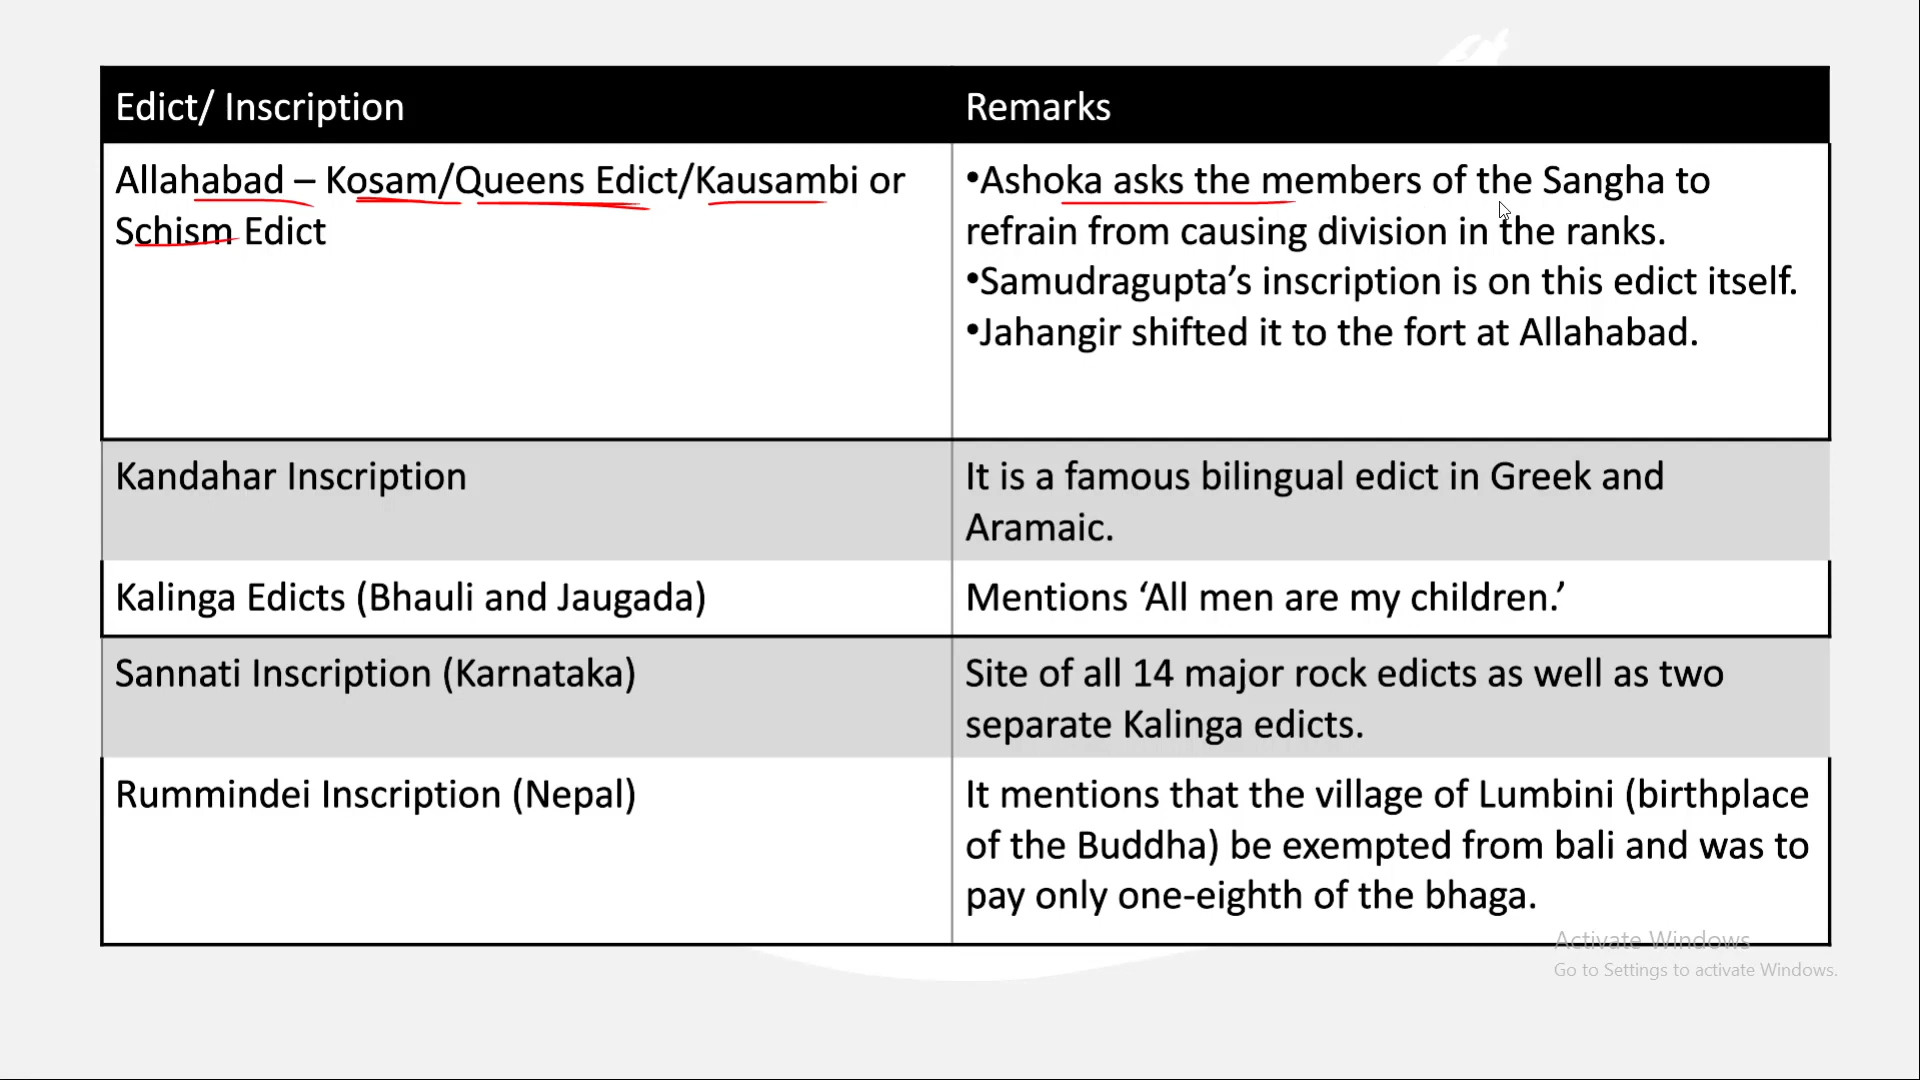 Edict/ Inscription
Remarks
Allahabad – Kosam/Queens Edict/Kausambi or
Schism Edict
•Ashoka asks the members of the Sangha to
refrain from causing division in the ranks.
•Samudragupta’s inscription is on this edict itself.
•Jahangir shifted it to the fort at Allahabad.
Kandahar Inscription
It is a famous bilingual edict in Greek and
Aramaic.
Kalinga Edicts (Bhauli and Jaugada)
Mentions ‘All men are my children.’
Sannati Inscription (Karnataka)
Site of all 14 major rock edicts as well as two
separate Kalinga edicts.
Rummindei Inscription (Nepal)
It mentions that the village of Lumbini (birthplace
of the Buddha) be exempted from bali and was to
pay only one-eighth of the bhaga.
Activate Windows
Go to Settings to activate Windows.